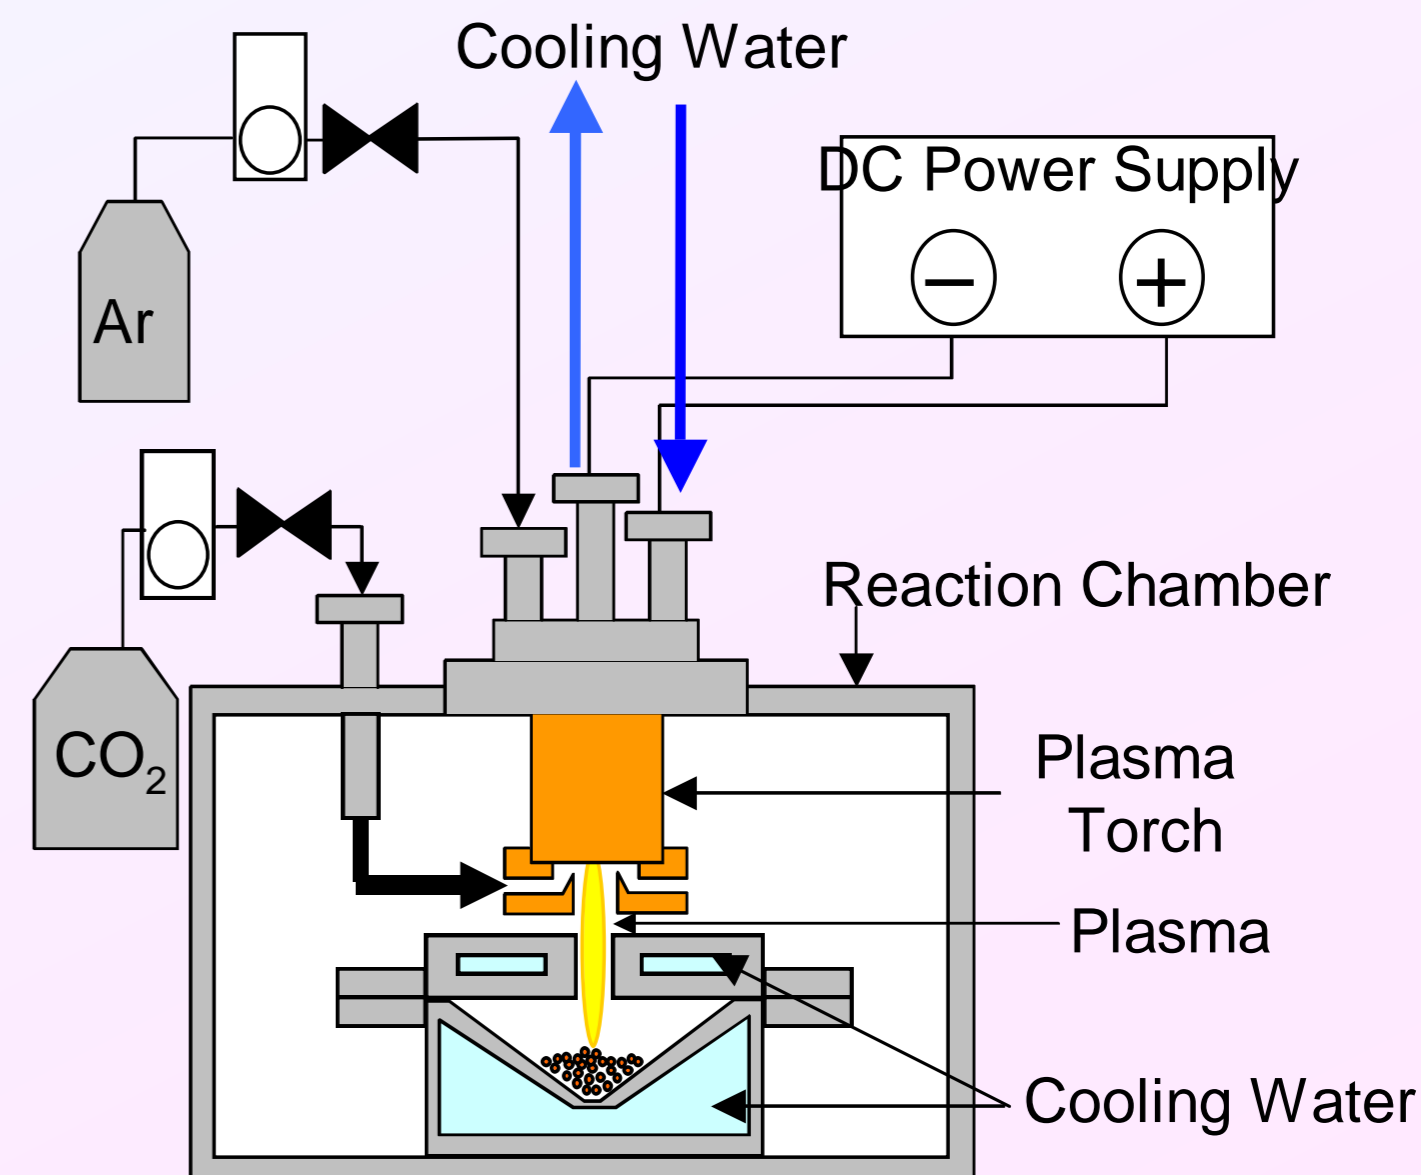 Cooling Water
DC Power Supply
− +
Ar
Reaction Chamber
CO₂
Plasma
Torch
Plasma
Cooling Water